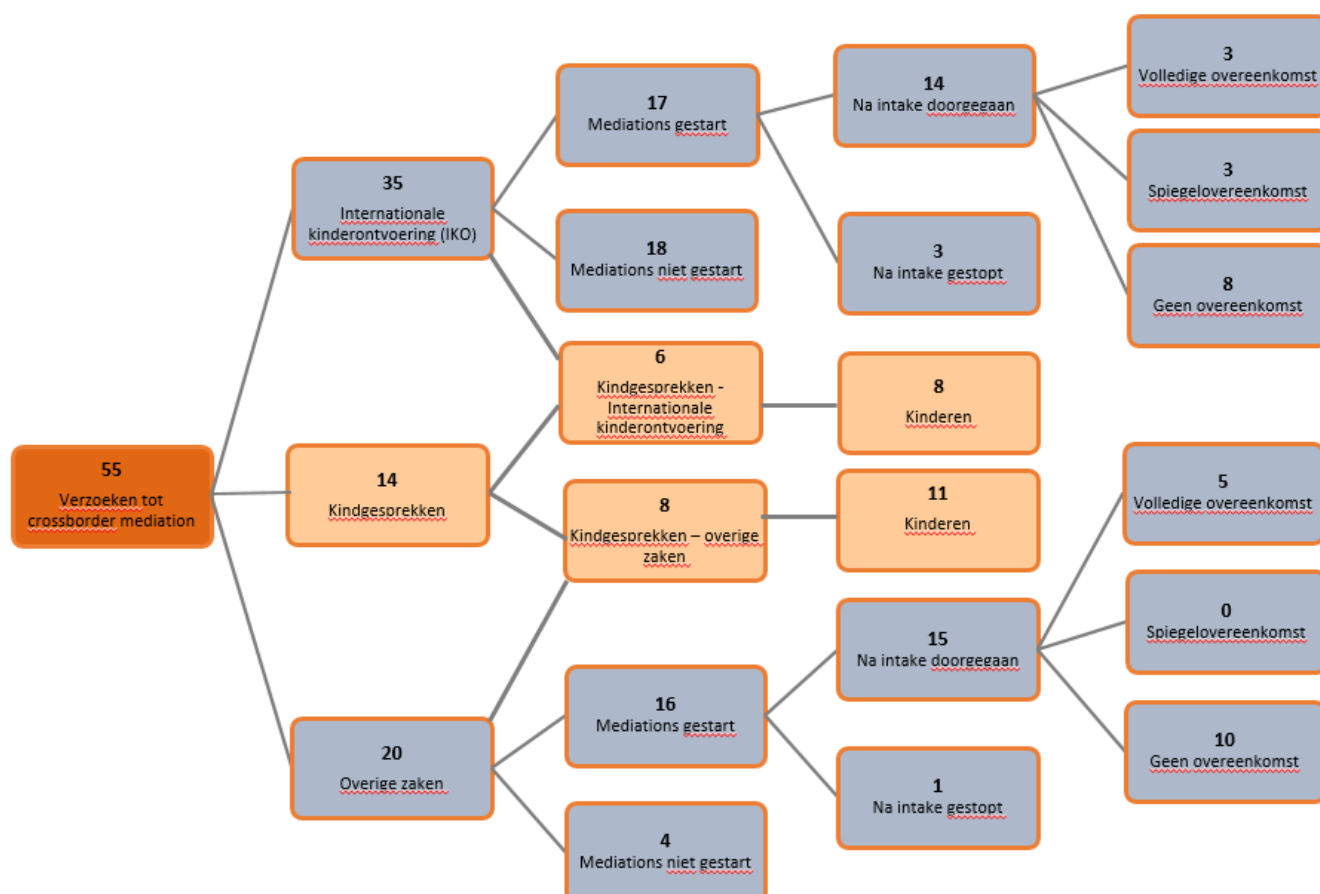 55
Verzoeken tot
crossborder mediation
35
Internationale
kinderontvoering (IKO)
14
Kindgesprekken
20
Overige zaken
17
Mediations gestart
18
Mediations niet gestart
6
Kindgesprekken -
Internationale
kinderontvoering
8
Kindgesprekken – overige
zaken
16
Mediations gestart
4
Mediations niet gestart
14
Na intake doorgegaan
3
Na intake gestopt
8
Kinderen
11
Kinderen
15
Na intake doorgegaan
1
Na intake gestopt
3
Volledige overeenkomst
3
Spiegelovereenkomst
8
Geen overeenkomst
5
Volledige overeenkomst
0
Spiegelovereenkomst
10
Geen overeenkomst